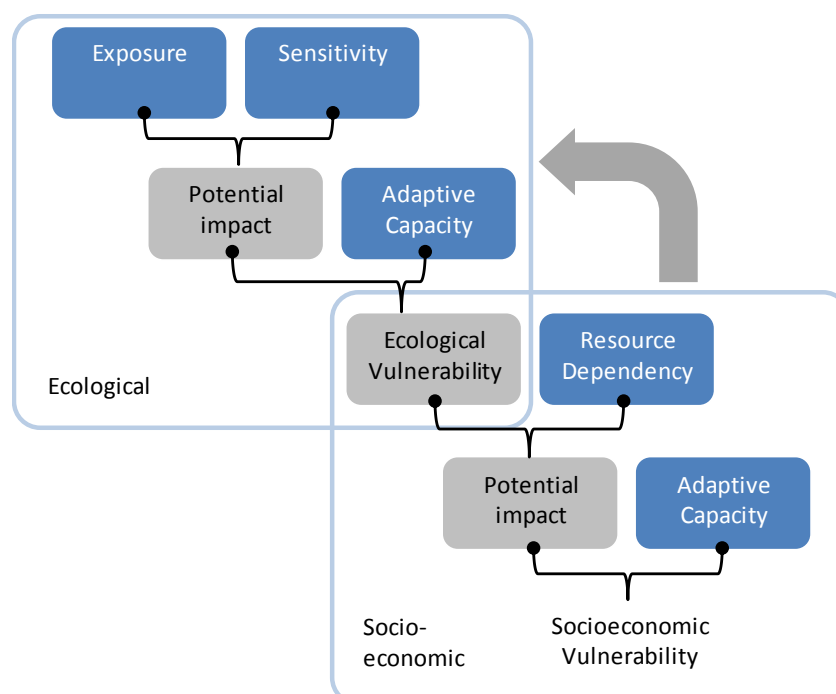 Exposure
Sensitivity
Potential
impact
Adaptive
Capacity
Ecological
Vulnerability
Resource
Dependency
Ecological
Potential
impact
Adaptive
Capacity
Socio-
economic
Socioeconomic
Vulnerability